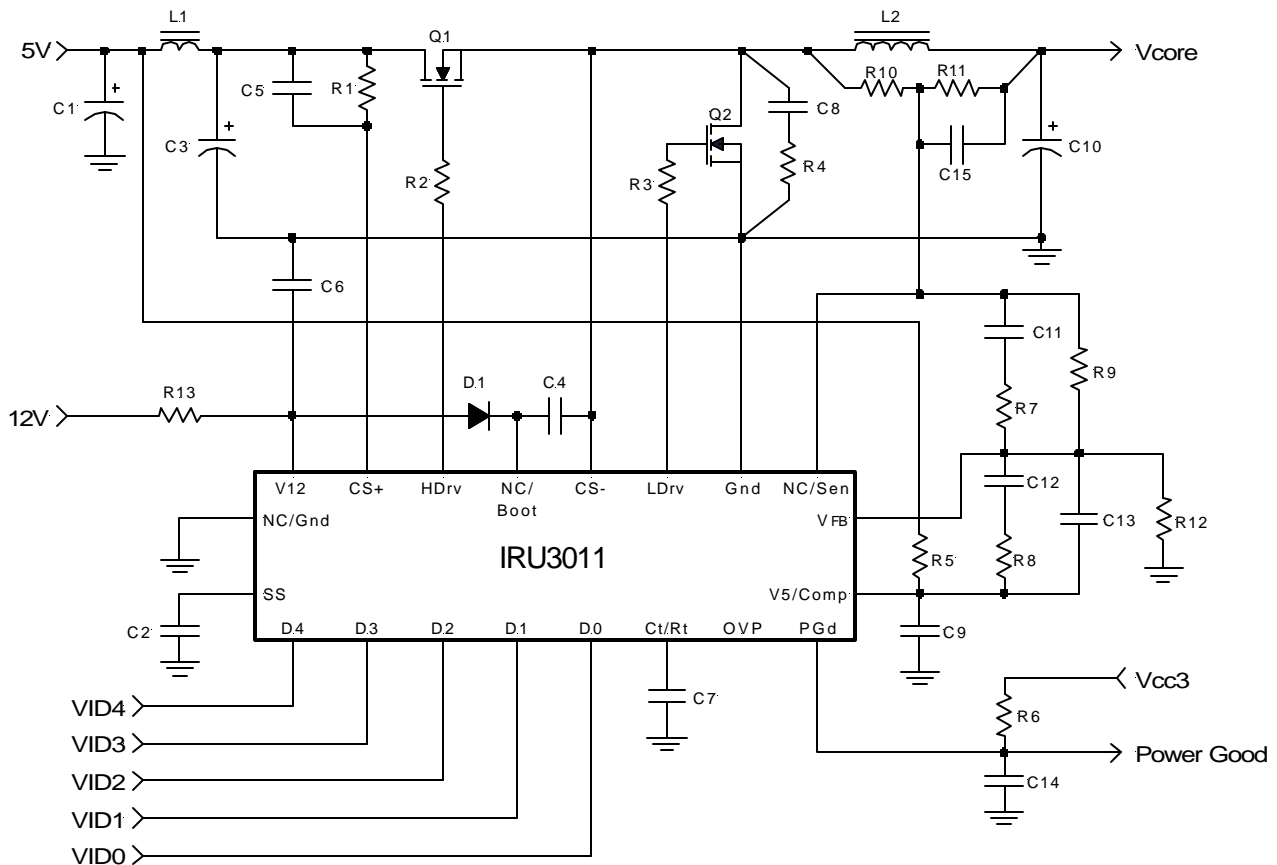 L1
Q1
L2
5V
Vcore
C5
R1
R10
R11
C1
C3
Q2
C8
C10
R2
R3
R4
C15
C6
C11
R9
R13
D1
C4
12V
R7
V12
CS+
HDrv
NC/
Boot
CS-
LDrv
Gnd
NC/Sen
C12
NC/Gnd
VFB
C13
R12
IRU3011
R5
R8
SS
V5/Comp
C2
D4
D3
D2
D1
D0
Ct/Rt
OVP
PGd
C9
VID4
C7
Vcc3
R6
VID3
Power Good
VID2
C14
VID1
VID0